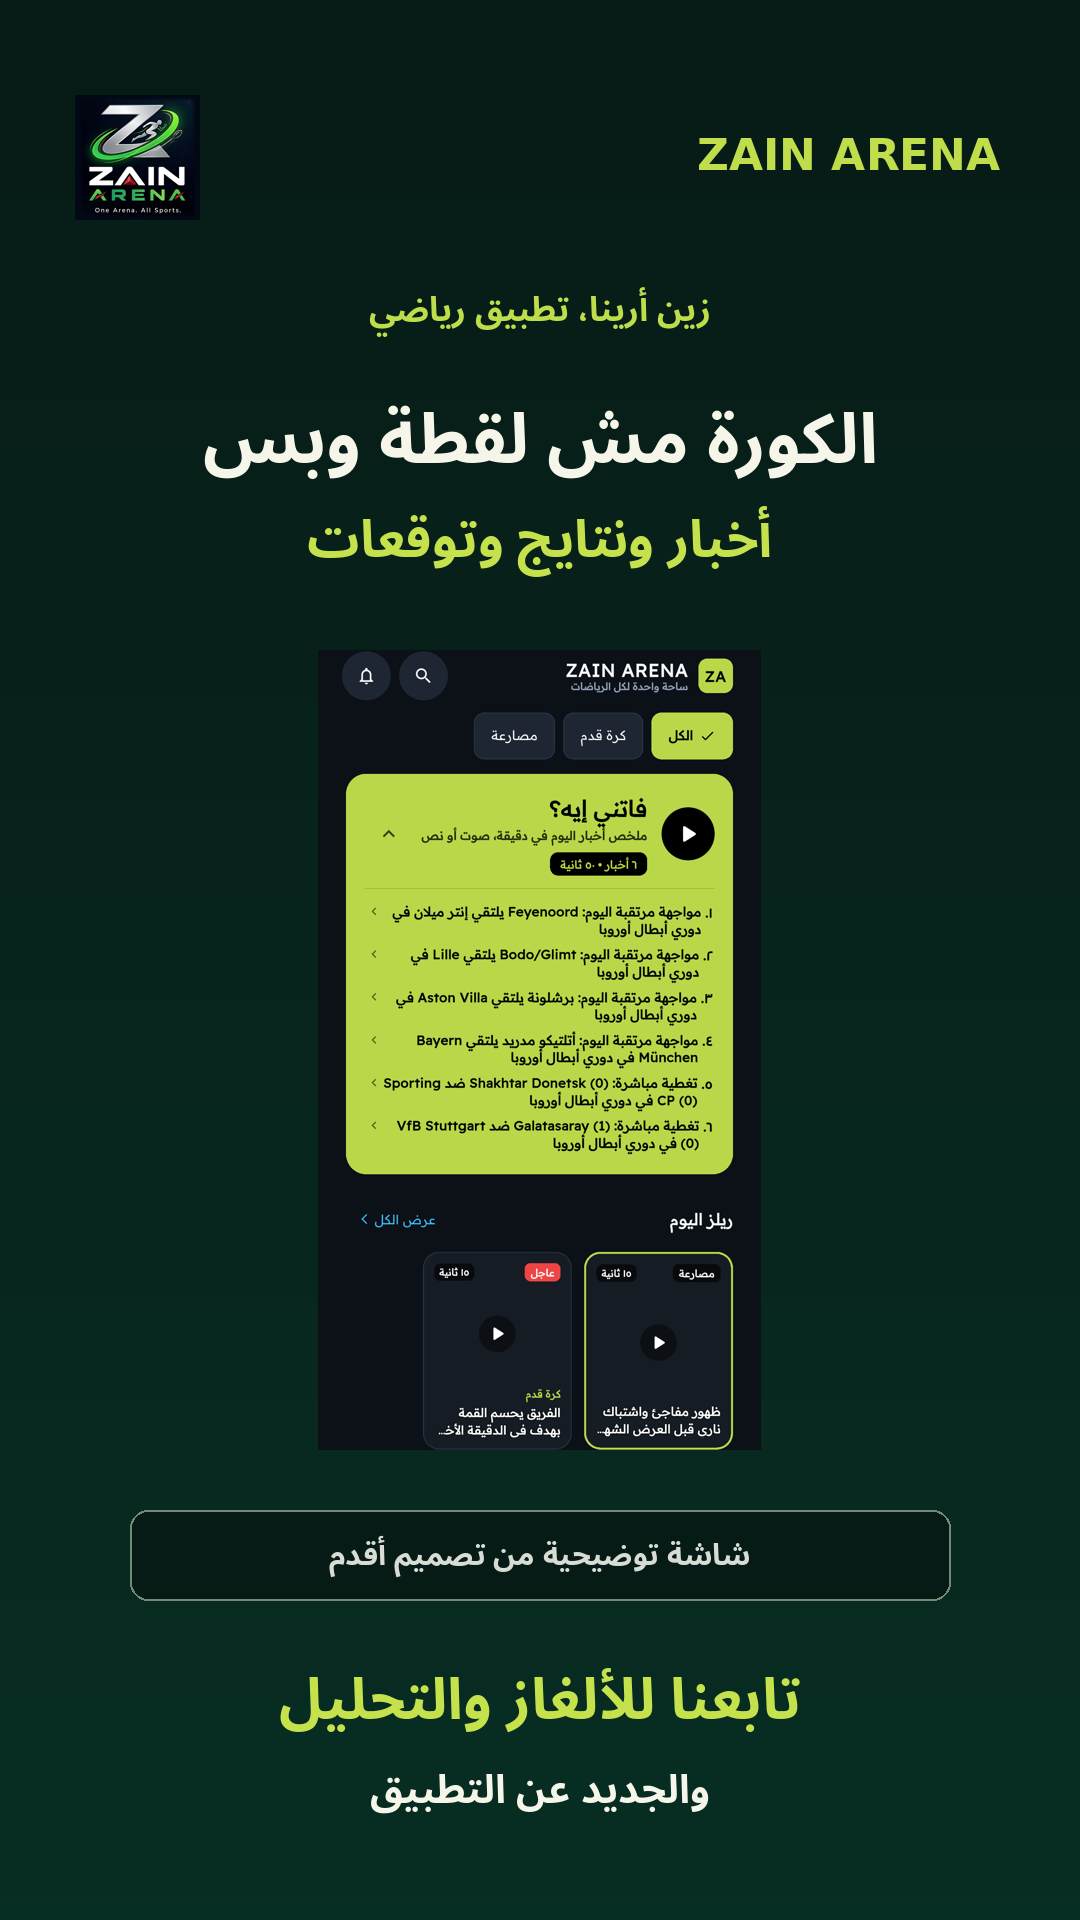 ZAIN ARENA
ZAIN
ARENA
One Arena. All Sports.
زين أرينا، تطبيق رياضي
الكورة مش لقطة وبس
أخبار ونتايج وتوقعات
ZA
ZAIN ARENA
ساحة واحدة لكل الرياضات
الكل
كرة قدم
مصارعة
فاتني إيه؟
ملخص أخبار اليوم في دقيقة، صوت أو نص
٦ أخبار • ٥٠ ثانية
١. مواجهة مرتقبة اليوم: Feyenoord يلتقي إنتر ميلان في
دوري أبطال أوروبا
٢. مواجهة مرتقبة اليوم: Bodo/Glimt يلتقي Lille في
دوري أبطال أوروبا
٣. مواجهة مرتقبة اليوم: برشلونة يلتقي Aston Villa في
دوري أبطال أوروبا
٤. مواجهة مرتقبة اليوم: أتلتيكو مدريد يلتقي Bayern
München في دوري أبطال أوروبا
٥. تغطية مباشرة: Shakhtar Donetsk (0) ضد Sporting
CP (0) في دوري أبطال أوروبا
٦. تغطية مباشرة: Galatasaray (1) ضد VfB Stuttgart
(0) في دوري أبطال أوروبا
ريلز اليوم
عرض الكل
مصارعة
١٥ ثانية
ظهور مفاجئ واشتباك
ناري قبل العرض الشه...
عاجل
١٥ ثانية
كرة قدم
الفريق يحسم القمة
بهدف في الدقيقة الأخ...
شاشة توضيحية من تصميم أقدم
تابعنا للألغاز والتحليل
والجديد عن التطبيق